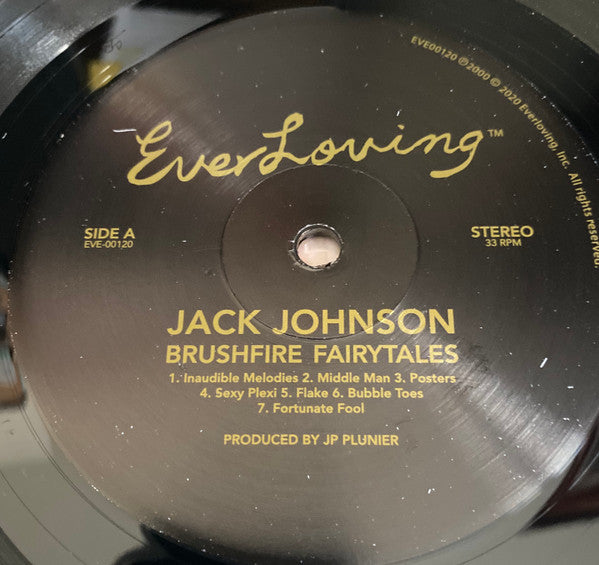 EVE00120 ℗ 2000 © 2020 Everloving, Inc. All rights reserved.
EverLoving™
SIDE A
EVE-00120
STEREO
33 RPM
JACK JOHNSON
BRUSHFIRE FAIRYTALES
1. Inaudible Melodies 2. Middle Man 3. Posters
4. Sexy Plexi 5. Flake 6. Bubble Toes
7. Fortunate Fool
PRODUCED BY JP PLUNIER